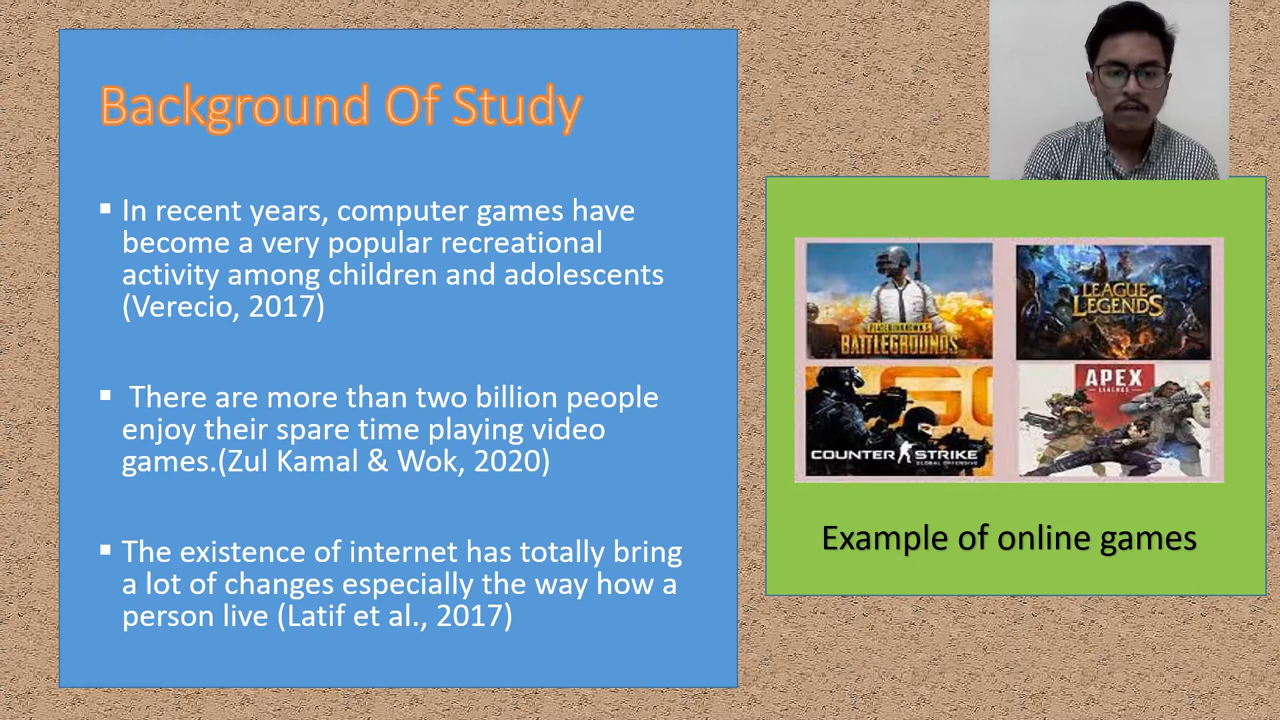 Background Of Study
In recent years, computer games have
become a very popular recreational
activity among children and adolescents
(Verecio, 2017)
There are more than two billion people
enjoy their spare time playing video
games.(Zul Kamal & Wok, 2020)
The existence of internet has totally bring
a lot of changes especially the way how a
person live (Latif et al., 2017)
PLAYERUNKNOWN'S
BATTLEGROUNDS
LEAGUE
LEGENDS
GO
COUNTER STRIKE
GLOBAL OFFENSIVE
APEX
LEGENDS
Example of online games